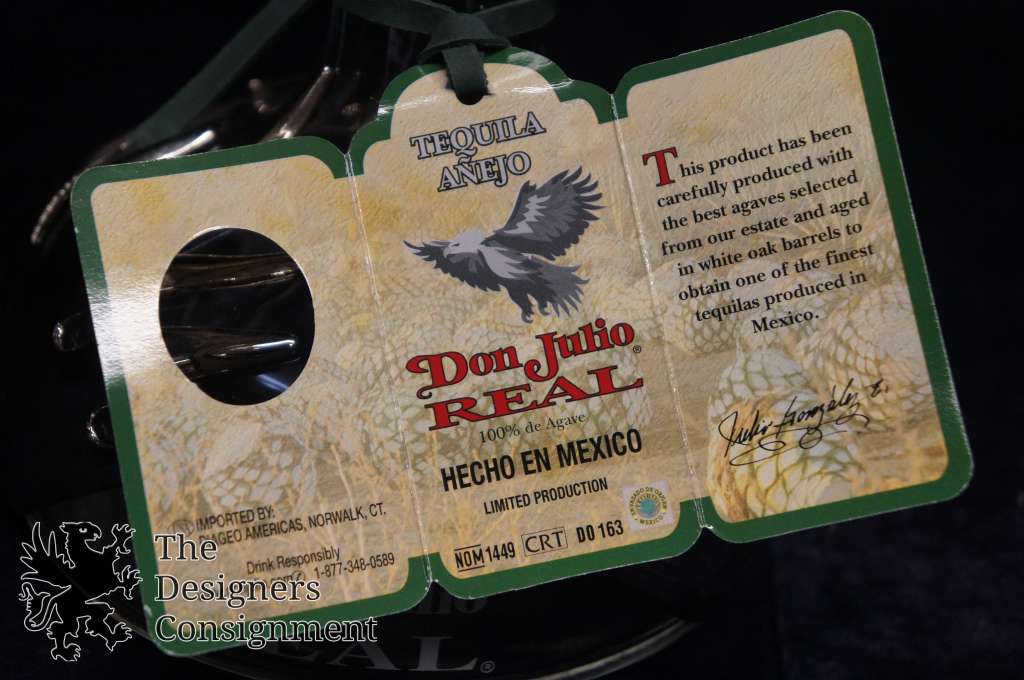 IMPORTED BY:
DIAGEO AMERICAS, NORWALK, CT.
Drink Responsibly
1-877-348-0589
TEQUILA
AÑEJO
Don Julio®
REAL
100% de Agave
HECHO EN MEXICO
LIMITED PRODUCTION
NOM 1449 CRT DO 163
This product has been
carefully produced with
the best agaves selected
from our estate and aged
in white oak barrels to
obtain one of the finest
tequilas produced in
Mexico.
Julio González E.
EAL®
The
Designers
Consignment